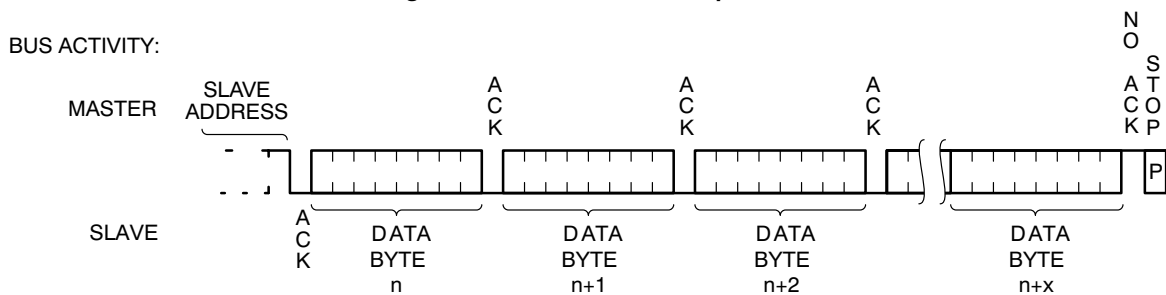 BUS ACTIVITY:
MASTER
SLAVE
ADDRESS
ACK
ACK
ACK
NO ACK
STOP
P
SLAVE
ACK
DATA
BYTE
n
DATA
BYTE
n+1
DATA
BYTE
n+2
DATA
BYTE
n+x